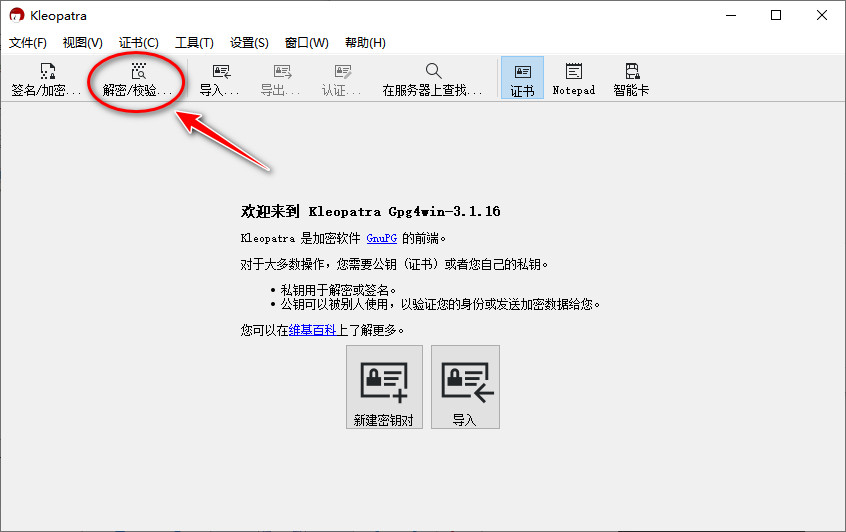 Kleopatra
文件(F) 视图(V) 证书(C) 工具(T) 设置(S) 窗口(W) 帮助(H)
签名/加密... 解密/校验... 导入... 导出... 认证... 在服务器上查找... 证书 Notepad 智能卡
欢迎来到 Kleopatra Gpg4win-3.1.16
Kleopatra 是加密软件 GnuPG 的前端。
对于大多数操作，您需要公钥（证书）或者您自己的私钥。
• 私钥用于解密或签名。
• 公钥可以被别人使用，以验证您的身份或发送加密数据给您。
您可以在维基百科上了解更多。
新建密钥对 导入